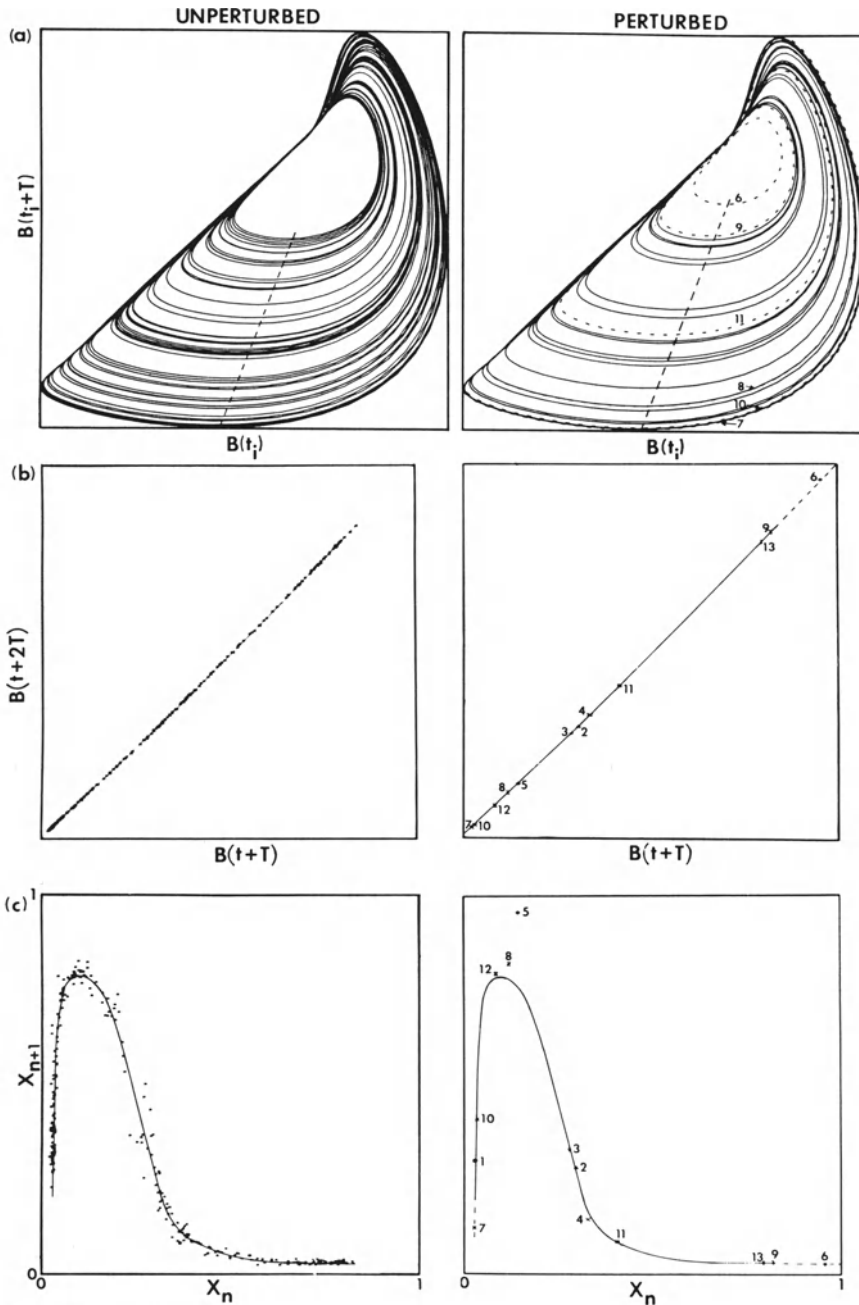 UNPERTURBED
PERTURBED
(a)
B(tᵢ+T)
6
9
11
8
10
7
B(tᵢ)
B(tᵢ)
(b)
B(t+2T)
6
9
13
11
4
3 2
8 5
12
7 10
B(t+T)
B(t+T)
(c)
1
Xₙ₊₁
0
0
Xₙ
1
5
8
12
10
3
1
2
7
4
11
13 9 6
0
Xₙ
1